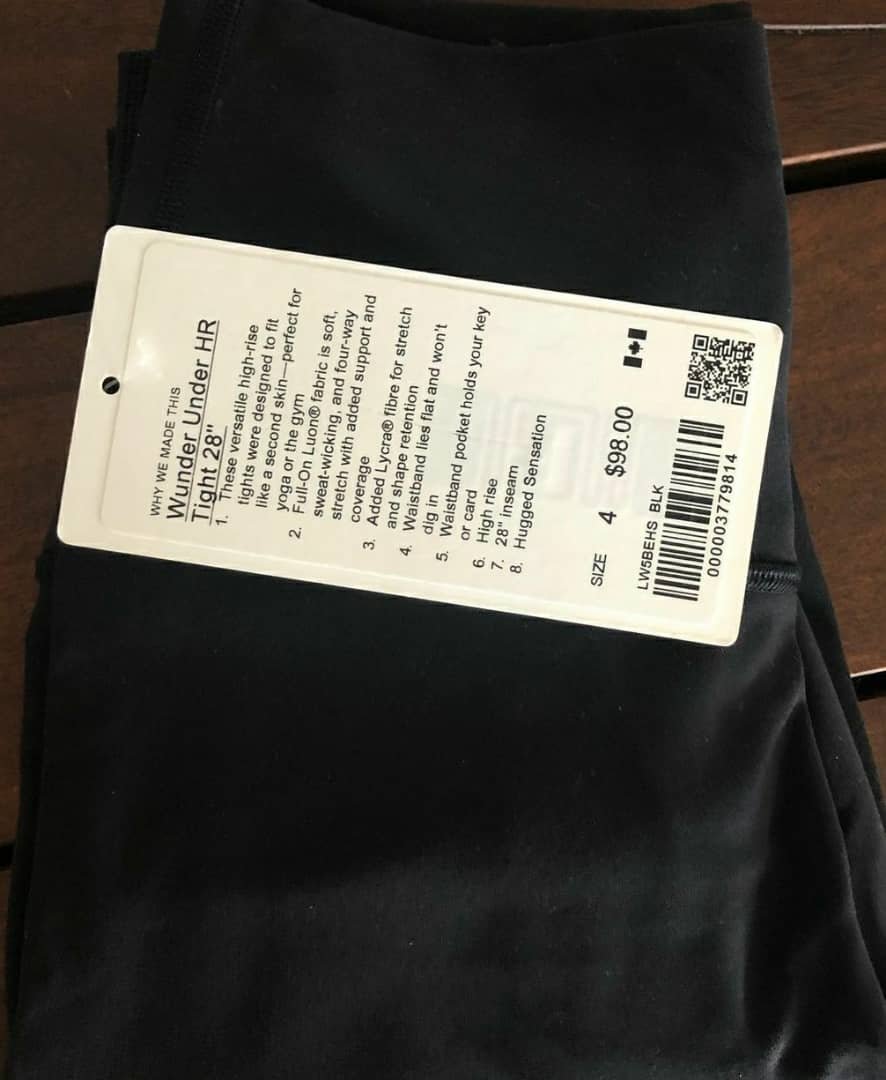 WHY WE MADE THIS
Wunder Under HR
Tight 28"
1. These versatile high-rise
tights were designed to fit
like a second skin—perfect for
yoga or the gym
2. Full-On Luon® fabric is soft,
sweat-wicking, and four-way
stretch with added support and
coverage
3. Added Lycra® fibre for stretch
and shape retention
4. Waistband lies flat and won't
dig in
5. Waistband pocket holds your key
or card
6. High rise
7. 28" inseam
8. Hugged Sensation
SIZE 4 $98.00
LW5BEHS BLK
000003779814